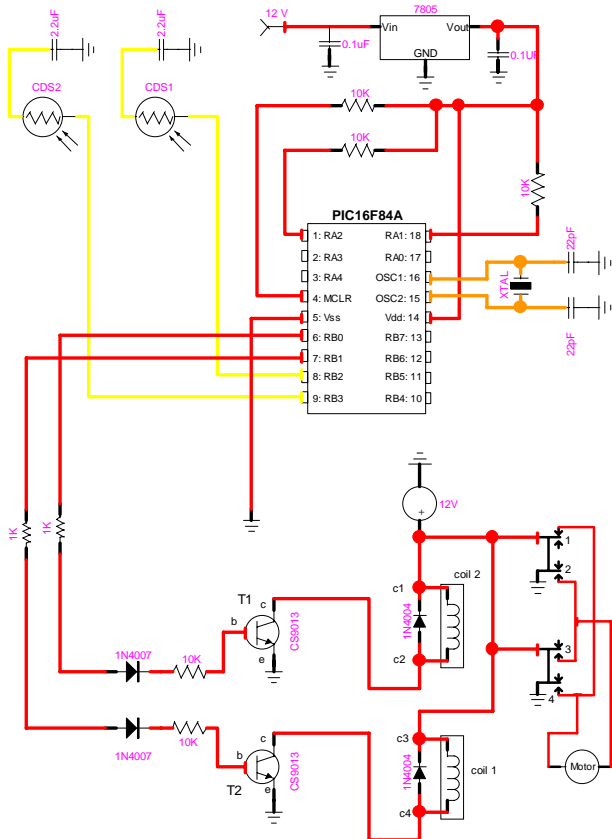 2.2uF
2.2uF
12 V
7805
Vin
Vout
GND
0.1uF
0.1UF
CDS2
CDS1
10K
10K
10K
PIC16F84A
1: RA2
RA1: 18
2: RA3
RA0: 17
3: RA4
OSC1: 16
4: MCLR
OSC2: 15
5: Vss
Vdd: 14
6: RB0
RB7: 13
7: RB1
RB6: 12
8: RB2
RB5: 11
9: RB3
RB4: 10
22pF
XTAL
22pF
1K
1K
12V
+
1
2
3
4
c1
coil 2
1N4004
c2
T1
c
b
e
CS9013
1N4007
10K
1N4007
10K
T2
c
b
e
CS9013
c3
coil 1
1N4004
c4
Motor